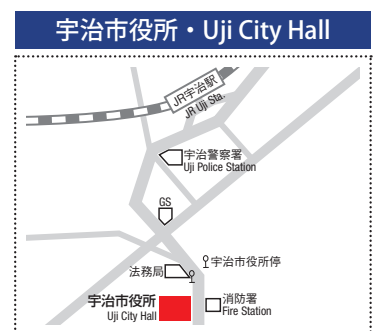 宇治市役所・Uji City Hall
JR宇治駅
JR Uji Sta.
宇治警察署
Uji Police Station
GS
宇治市役所停
法務局
宇治市役所
Uji City Hall
消防署
Fire Station